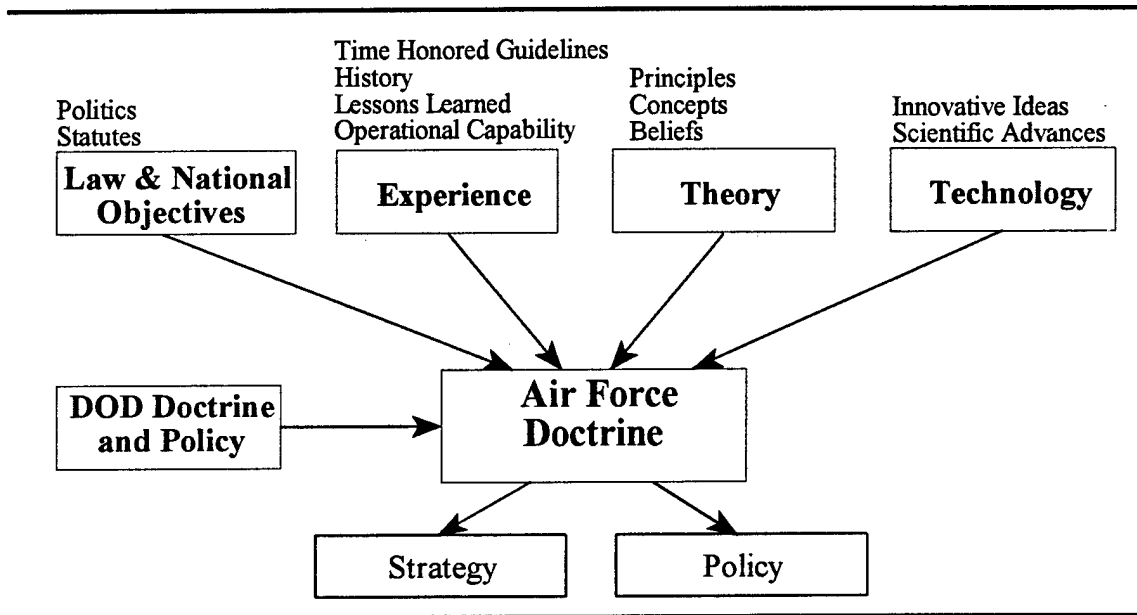 Politics
Statutes
Law & National
Objectives
Time Honored Guidelines
History
Lessons Learned
Operational Capability
Experience
Principles
Concepts
Beliefs
Theory
Innovative Ideas
Scientific Advances
Technology
DOD Doctrine
and Policy
Air Force
Doctrine
Strategy
Policy